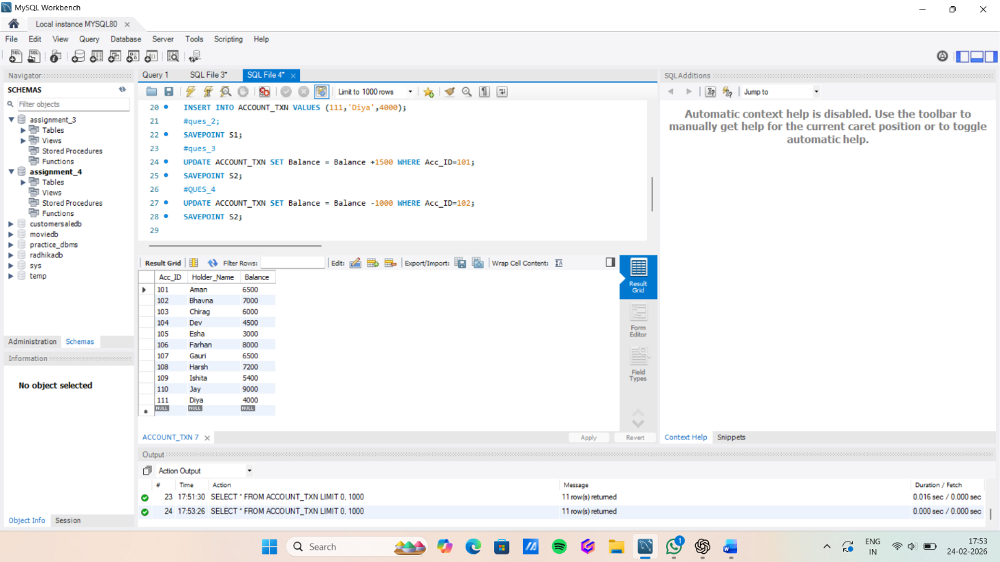 MySQL Workbench
Local instance MYSQL80
File Edit View Query Database Server Tools Scripting Help
Navigator
SCHEMAS
Filter objects
assignment_3
Tables
Views
Stored Procedures
Functions
assignment_4
Tables
Views
Stored Procedures
Functions
customersaledb
moviedb
practice_dbms
radhikadb
sys
temp
Administration Schemas
Information
No object selected
Object Info Session
Query 1 SQL File 3* SQL File 4*
Limit to 1000 rows
20 INSERT INTO ACCOUNT_TXN VALUES (111,'Diya',4000);
21 #ques_2;
22 SAVEPOINT S1;
23 #ques_3
24 UPDATE ACCOUNT_TXN SET Balance = Balance +1500 WHERE Acc_ID=101;
25 SAVEPOINT S2;
26 #QUES_4
27 UPDATE ACCOUNT_TXN SET Balance = Balance -1000 WHERE Acc_ID=102;
28 SAVEPOINT S2;
29
Result Grid Filter Rows: Edit: Export/Import: Wrap Cell Content:
Acc_ID Holder_Name Balance
101 Aman 6500
102 Bhavna 7000
103 Chirag 6000
104 Dev 4500
105 Esha 3000
106 Farhan 8000
107 Gauri 6500
108 Harsh 7200
109 Ishita 5400
110 Jay 9000
111 Diya 4000
NULL NULL NULL
Result
Grid
Form
Editor
Field
Types
ACCOUNT_TXN 7 Apply Revert
SQLAdditions
Jump to
Automatic context help is disabled. Use the toolbar to
manually get help for the current caret position or to toggle
automatic help.
Context Help Snippets
Output
Action Output
# Time Action Message Duration / Fetch
23 17:51:30 SELECT * FROM ACCOUNT_TXN LIMIT 0, 1000 11 row(s) returned 0.016 sec / 0.000 sec
24 17:53:26 SELECT * FROM ACCOUNT_TXN LIMIT 0, 1000 11 row(s) returned 0.000 sec / 0.000 sec
Search
1
ENG
IN
17:53
24-02-2026